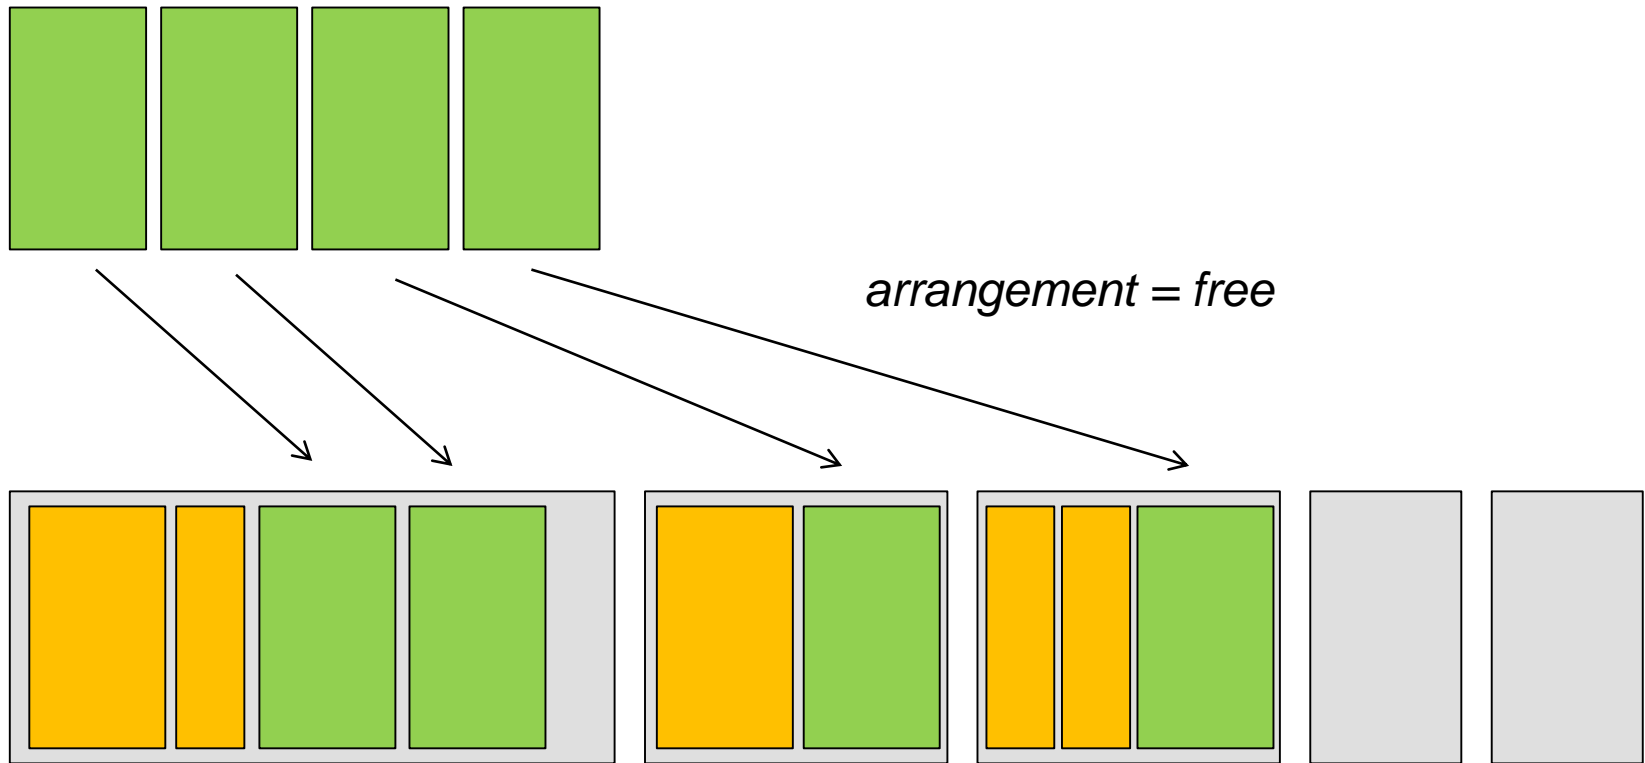 arrangement = free